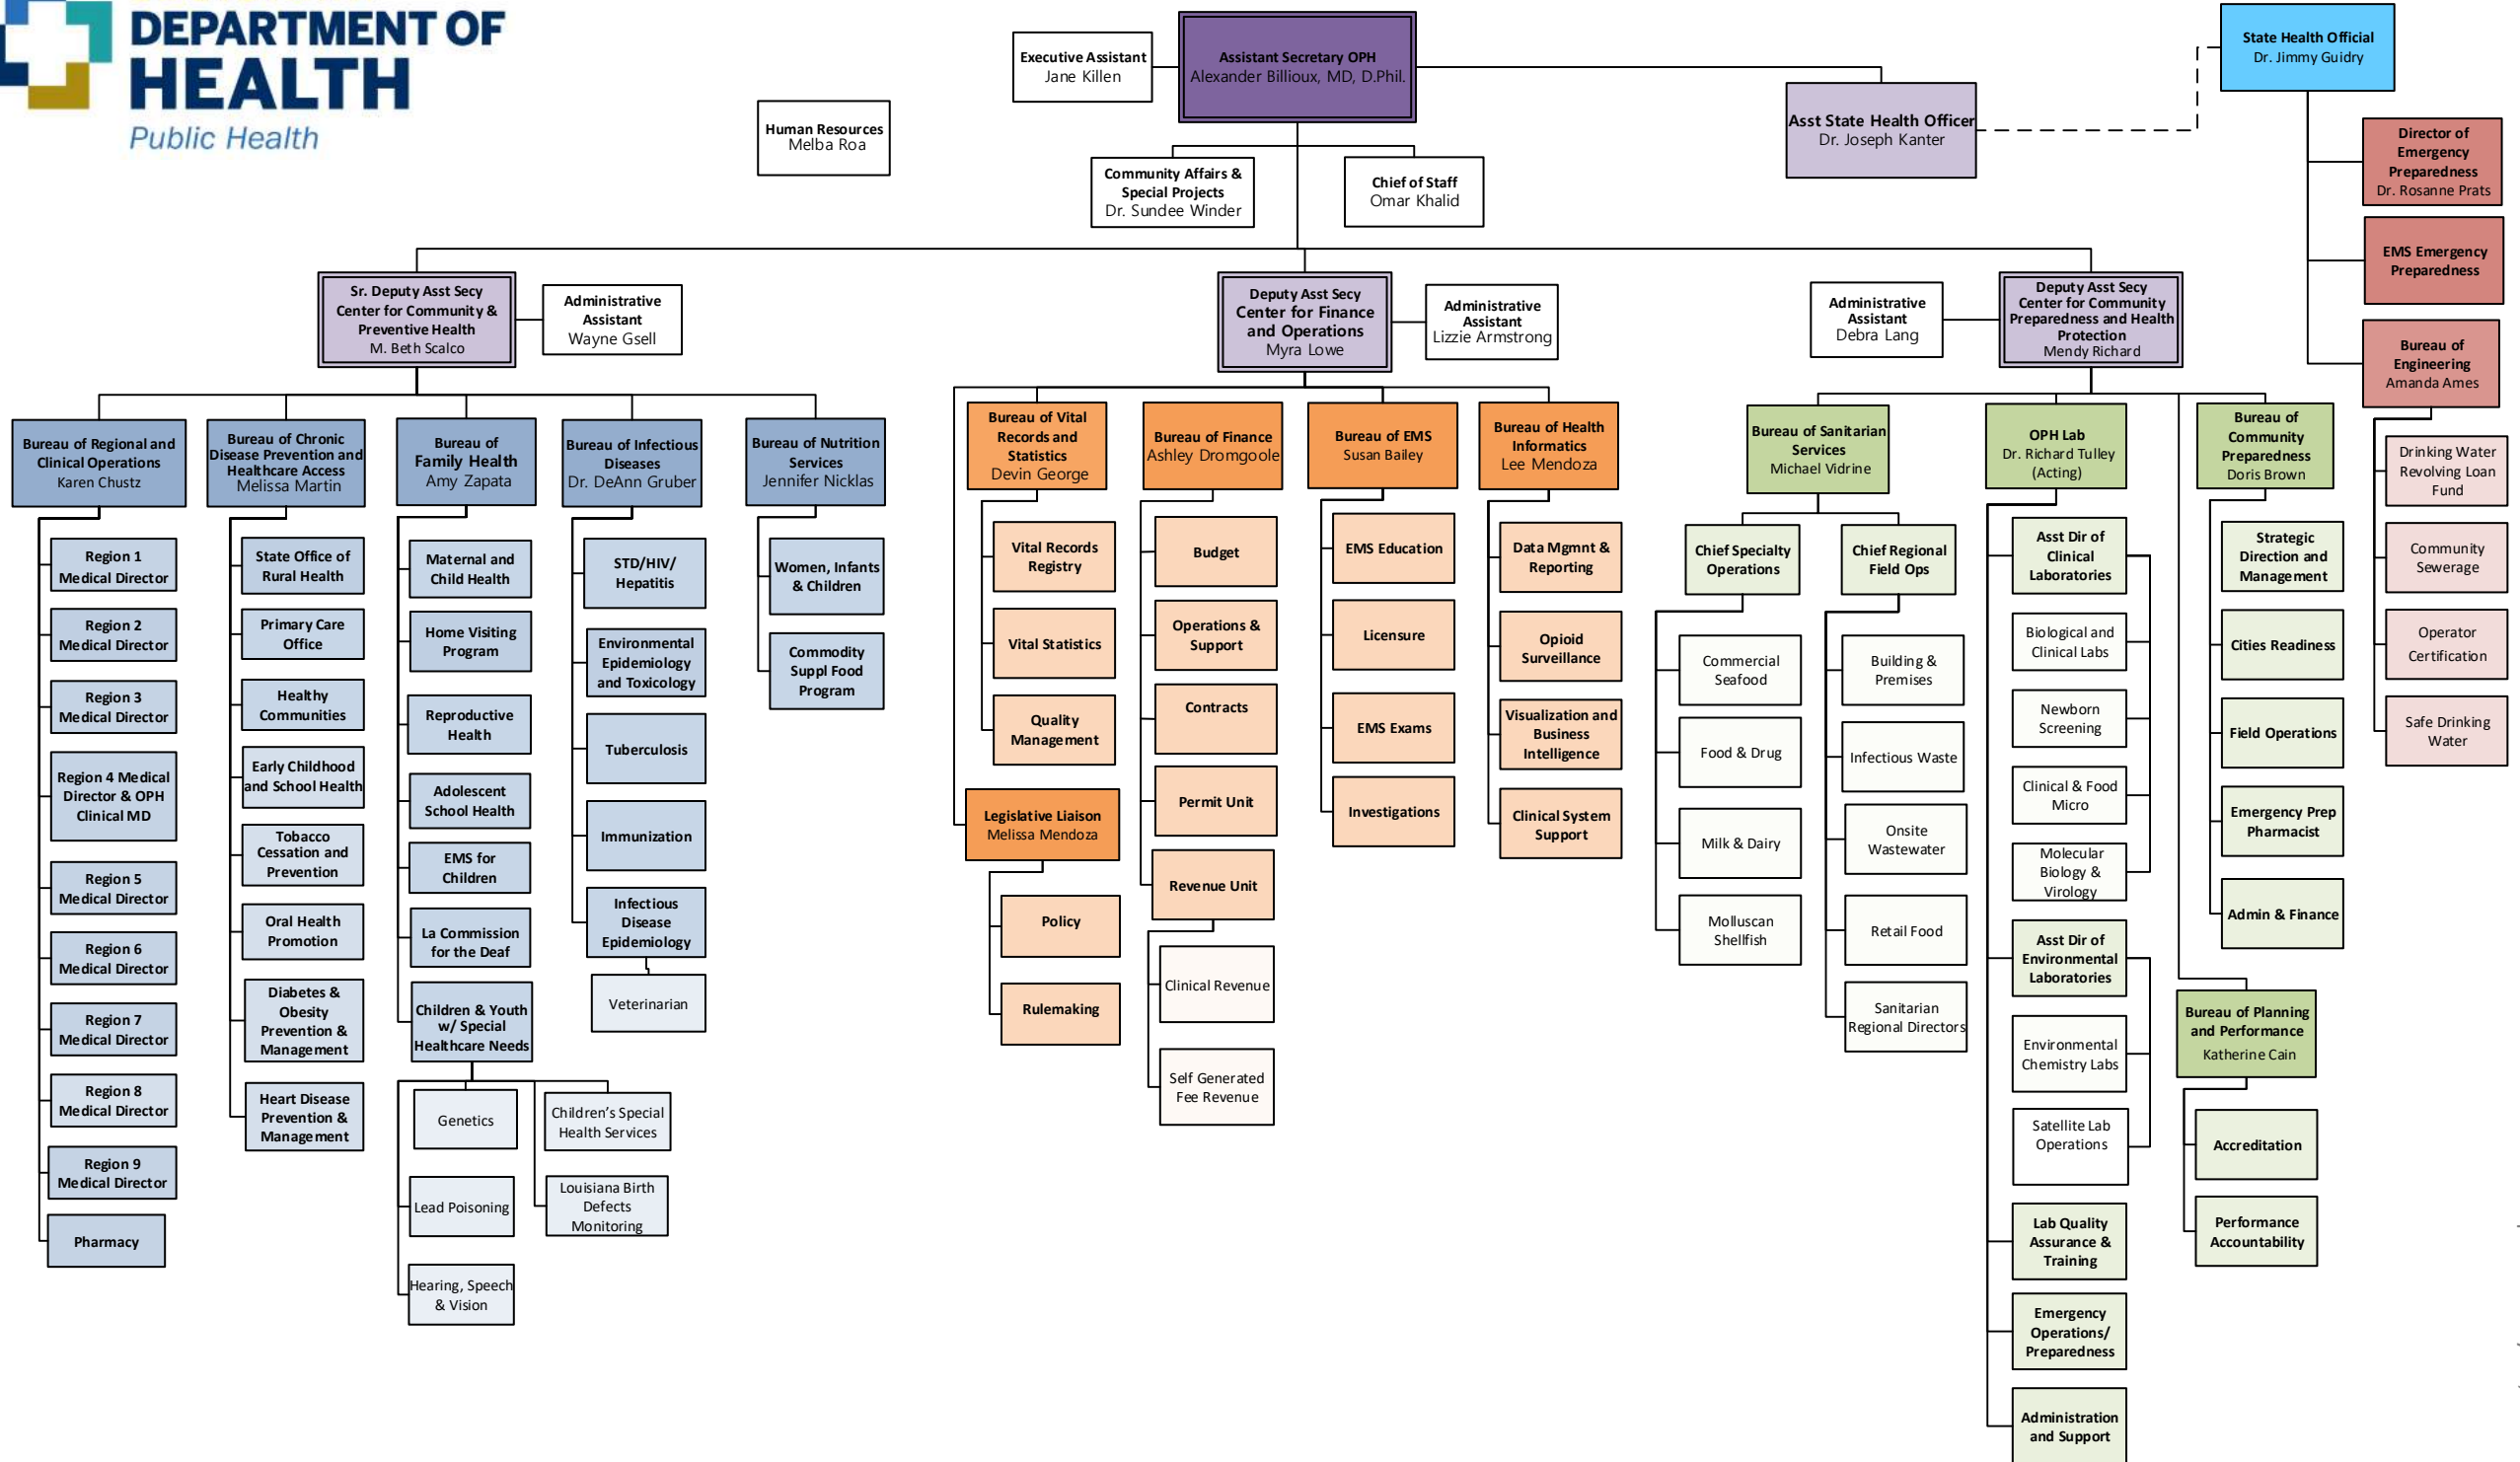 DEPARTMENT OF
HEALTH
Public Health
Executive Assistant
Jane Killen
Assistant Secretary OPH
Alexander Billioux, MD, D.Phil.
State Health Official
Dr. Jimmy Guidry
Human Resources
Melba Roa
Asst State Health Officer
Dr. Joseph Kanter
Community Affairs &
Special Projects
Dr. Sundee Winder
Chief of Staff
Omar Khalid
Director of
Emergency
Preparedness
Dr. Rosanne Prats
EMS Emergency
Preparedness
Bureau of
Engineering
Amanda Ames
Drinking Water
Revolving Loan
Fund
Community
Sewerage
Operator
Certification
Safe Drinking
Water
Sr. Deputy Asst Secy
Center for Community &
Preventive Health
M. Beth Scalco
Administrative
Assistant
Wayne Gsell
Deputy Asst Secy
Center for Finance
and Operations
Myra Lowe
Administrative
Assistant
Lizzie Armstrong
Administrative
Assistant
Debra Lang
Deputy Asst Secy
Center for Community
Preparedness and Health
Protection
Mendy Richard
Bureau of Regional and
Clinical Operations
Karen Chustz
Region 1
Medical Director
Region 2
Medical Director
Region 3
Medical Director
Region 4 Medical
Director & OPH
Clinical MD
Region 5
Medical Director
Region 6
Medical Director
Region 7
Medical Director
Region 8
Medical Director
Region 9
Medical Director
Pharmacy
Bureau of Chronic
Disease Prevention and
Healthcare Access
Melissa Martin
State Office of
Rural Health
Primary Care
Office
Healthy
Communities
Early Childhood
and School Health
Tobacco
Cessation and
Prevention
Oral Health
Promotion
Diabetes &
Obesity
Prevention &
Management
Heart Disease
Prevention &
Management
Bureau of
Family Health
Amy Zapata
Maternal and
Child Health
Home Visiting
Program
Reproductive
Health
Adolescent
School Health
EMS for
Children
La Commission
for the Deaf
Children & Youth
w/ Special
Healthcare Needs
Genetics
Children's Special
Health Services
Lead Poisoning
Louisiana Birth
Defects
Monitoring
Hearing, Speech
& Vision
Bureau of Infectious
Diseases
Dr. DeAnn Gruber
STD/HIV/
Hepatitis
Environmental
Epidemiology
and Toxicology
Tuberculosis
Immunization
Infectious
Disease
Epidemiology
Veterinarian
Bureau of Nutrition
Services
Jennifer Nicklas
Women, Infants
& Children
Commodity
Suppl Food
Program
Bureau of Vital
Records and
Statistics
Devin George
Vital Records
Registry
Vital Statistics
Quality
Management
Legislative Liaison
Melissa Mendoza
Policy
Rulemaking
Bureau of Finance
Ashley Dromgoole
Budget
Operations &
Support
Contracts
Permit Unit
Revenue Unit
Clinical Revenue
Self Generated
Fee Revenue
Bureau of EMS
Susan Bailey
EMS Education
Licensure
EMS Exams
Investigations
Bureau of Health
Informatics
Lee Mendoza
Data Mgmnt &
Reporting
Opioid
Surveillance
Visualization and
Business
Intelligence
Clinical System
Support
Bureau of Sanitarian
Services
Michael Vidrine
Chief Specialty
Operations
Commercial
Seafood
Food & Drug
Milk & Dairy
Molluscan
Shellfish
Chief Regional
Field Ops
Building &
Premises
Infectious Waste
Onsite
Wastewater
Retail Food
Sanitarian
Regional Directors
OPH Lab
Dr. Richard Tulley
(Acting)
Asst Dir of
Clinical
Laboratories
Biological and
Clinical Labs
Newborn
Screening
Clinical & Food
Micro
Molecular
Biology &
Virology
Asst Dir of
Environmental
Laboratories
Environmental
Chemistry Labs
Satellite Lab
Operations
Lab Quality
Assurance &
Training
Emergency
Operations/
Preparedness
Administration
and Support
Bureau of
Community
Preparedness
Doris Brown
Strategic
Direction and
Management
Cities Readiness
Field Operations
Emergency Prep
Pharmacist
Admin & Finance
Bureau of Planning
and Performance
Katherine Cain
Accreditation
Performance
Accountability